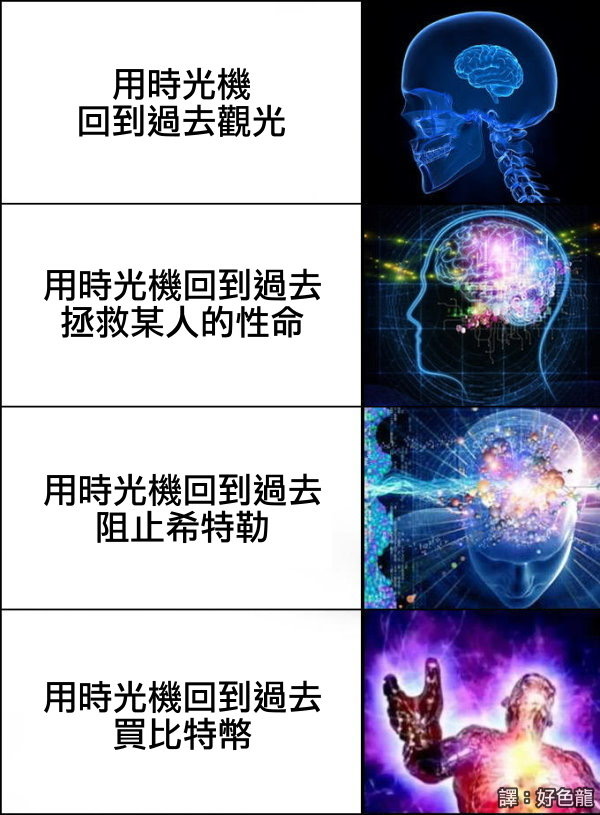 用時光機
回到過去觀光
用時光機回到過去
拯救某人的性命
用時光機回到過去
阻止希特勒
用時光機回到過去
買比特幣
譯：好色龍